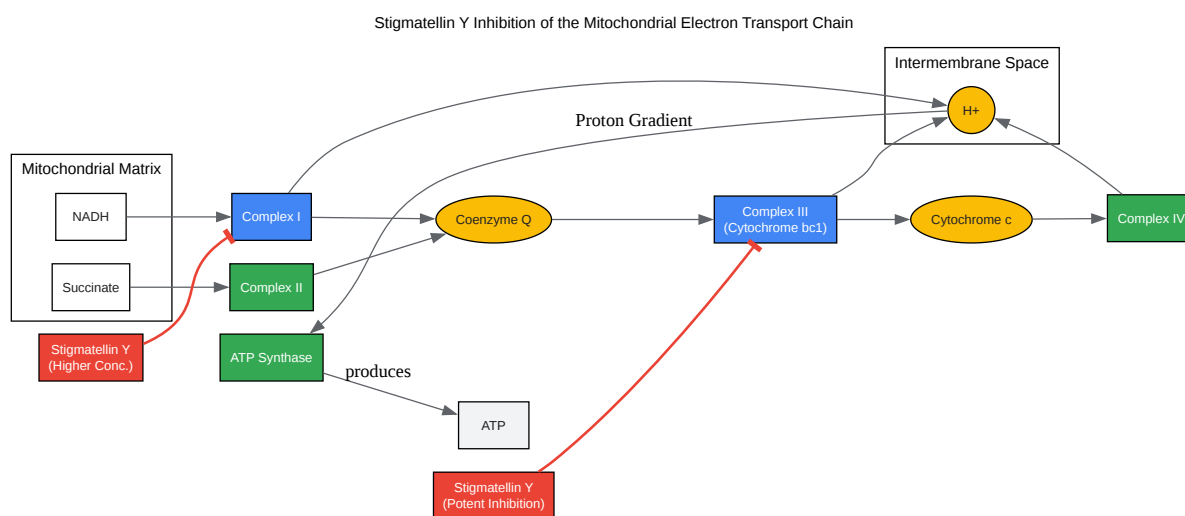 Stigmatellin Y Inhibition of the Mitochondrial Electron Transport Chain
Intermembrane Space
H+
Proton Gradient
Mitochondrial Matrix
NADH
Complex I
Coenzyme Q
Complex III
(Cytochrome bc1)
Cytochrome c
Complex IV
Succinate
Complex II
Stigmatellin Y
(Higher Conc.)
ATP Synthase
produces
ATP
Stigmatellin Y
(Potent Inhibition)